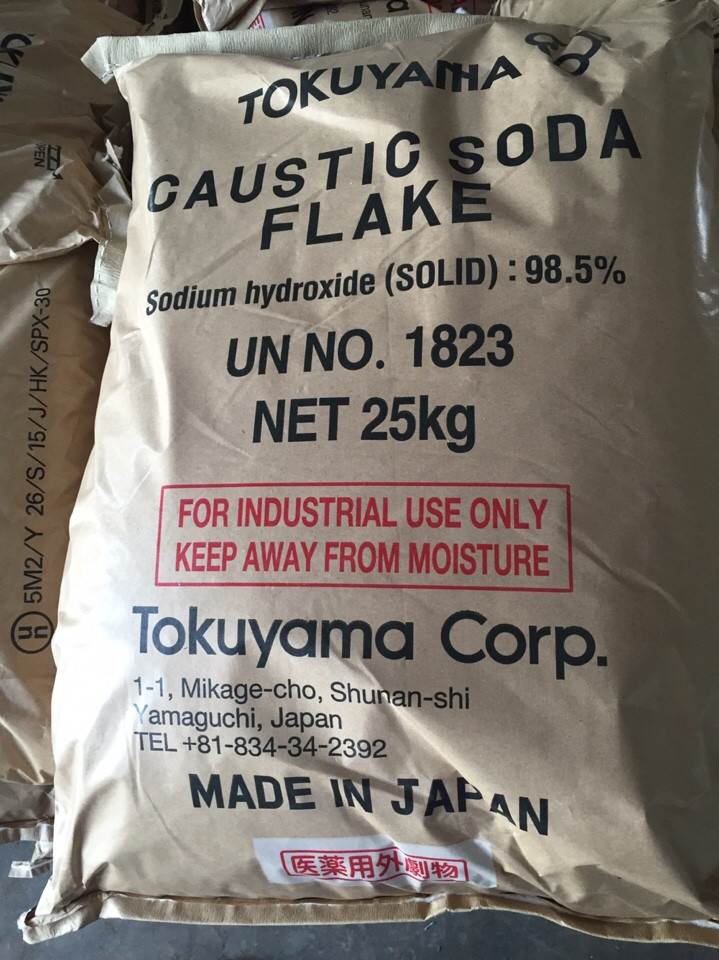 TOKUYAMA
CAUSTIC SODA
FLAKE
Sodium hydroxide (SOLID) : 98.5%
UN NO. 1823
NET 25kg
FOR INDUSTRIAL USE ONLY
KEEP AWAY FROM MOISTURE
Tokuyama Corp.
1-1, Mikage-cho, Shunan-shi
Yamaguchi, Japan
TEL +81-834-34-2392
MADE IN JAPAN
医薬用外劇物
un 5M2/Y 26/S/15/J/HK/SPX-30